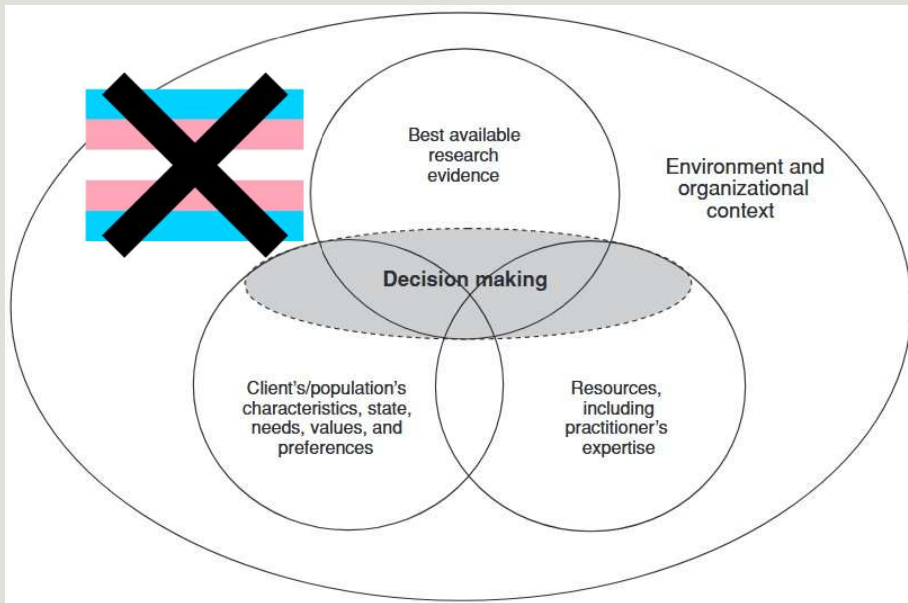 Best available
research
evidence
Environment and
organizational
context
Decision making
Client's/population's
characteristics, state,
needs, values, and
preferences
Resources,
including
practitioner's
expertise